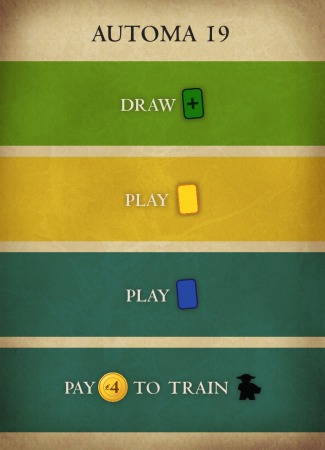 AUTOMA 19
DRAW +
PLAY
PLAY
PAY 4 TO TRAIN